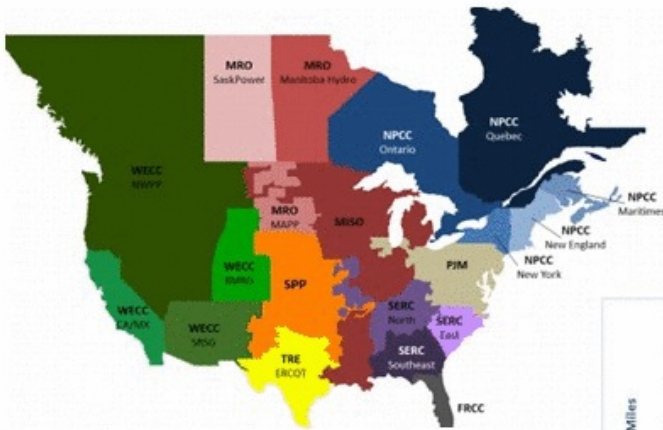 MRO
SaskPower
MRO
Manitoba Hydro
NPCC
Quebec
NPCC
Ontario
WECC
NWPP
NPCC
Maritimes
MRO
MAPP
MISO
NPCC
New England
NPCC
New York
WECC
RMRG
SPP
PJM
WECC
CA/MX
WECC
SRSG
SERC
North
SERC
East
TRE
ERCOT
SERC
Southeast
FRCC
Miles